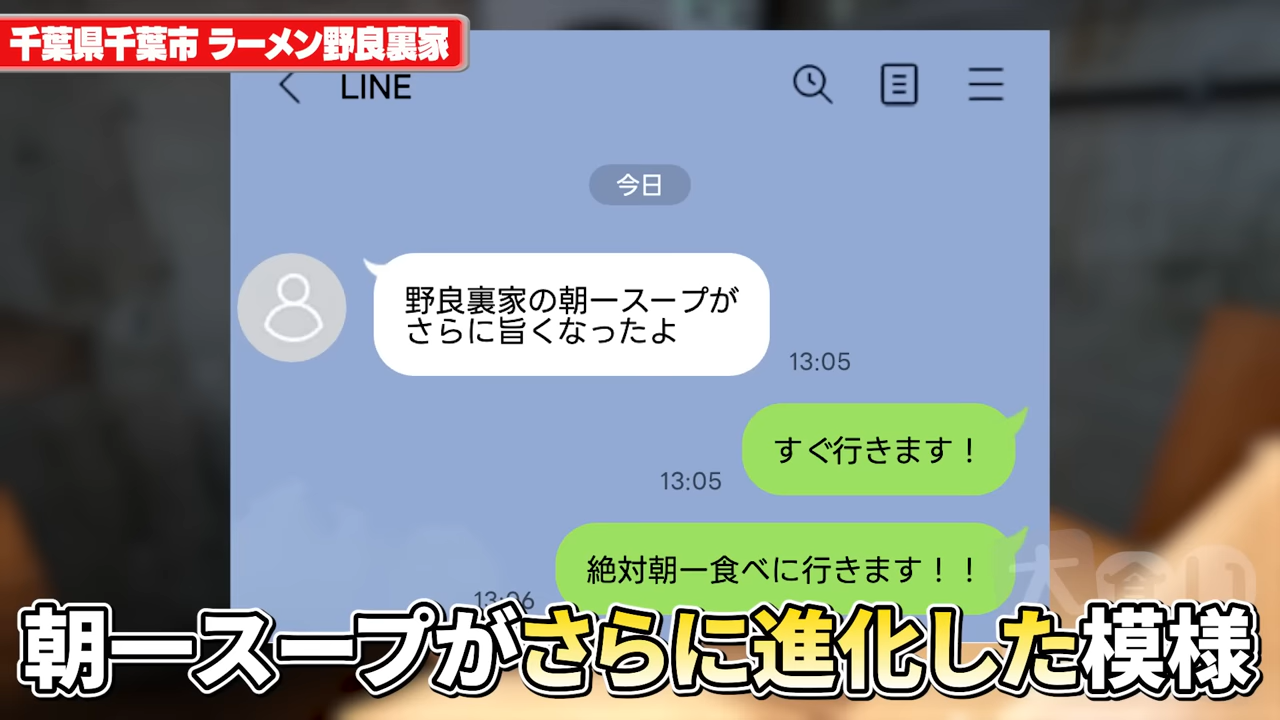 千葉県千葉市 ラーメン野良裏家
LINE
今日
野良裏家の朝一スープが
さらに旨くなったよ
13:05
すぐ行きます！
13:05
絶対朝一食べに行きます！！
13:06
大食い
朝一スープがさらに進化した模様